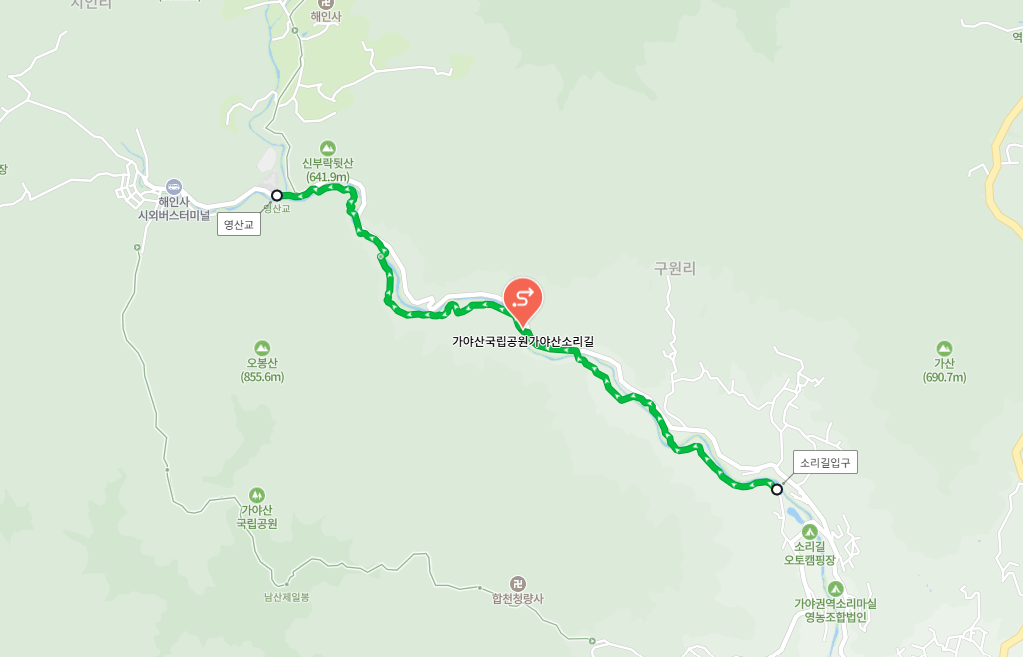 치인리
해인사
역
장
신부락뒷산
(641.9m)
해인사
시외버스터미널
영산교
영산교
구원리
가야산국립공원가야산소리길
오봉산
(855.6m)
가산
(690.7m)
소리길입구
가야산
국립공원
소리길
오토캠핑장
남산제일봉
합천청량사
가야권역소리마실
영농조합법인